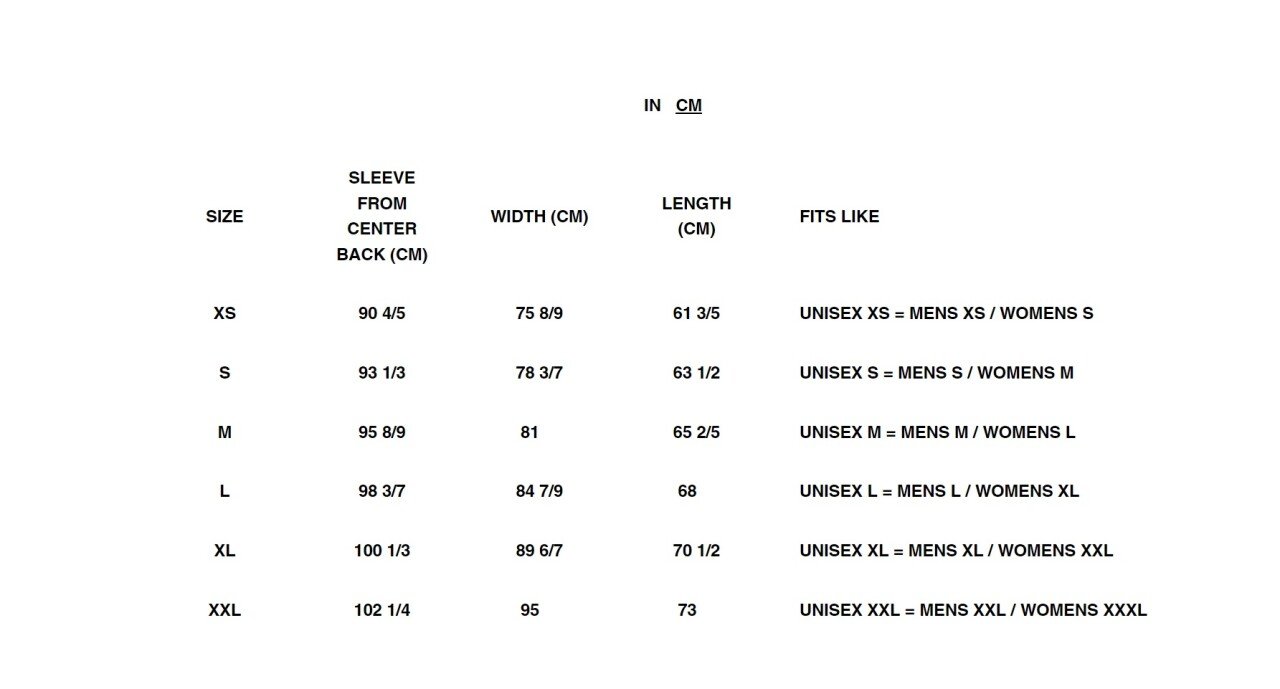 IN CM
SIZE SLEEVE FROM CENTER BACK (CM) WIDTH (CM) LENGTH (CM) FITS LIKE
XS 90 4/5 75 8/9 61 3/5 UNISEX XS = MENS XS / WOMENS S
S 93 1/3 78 3/7 63 1/2 UNISEX S = MENS S / WOMENS M
M 95 8/9 81 65 2/5 UNISEX M = MENS M / WOMENS L
L 98 3/7 84 7/9 68 UNISEX L = MENS L / WOMENS XL
XL 100 1/3 89 6/7 70 1/2 UNISEX XL = MENS XL / WOMENS XXL
XXL 102 1/4 95 73 UNISEX XXL = MENS XXL / WOMENS XXXL